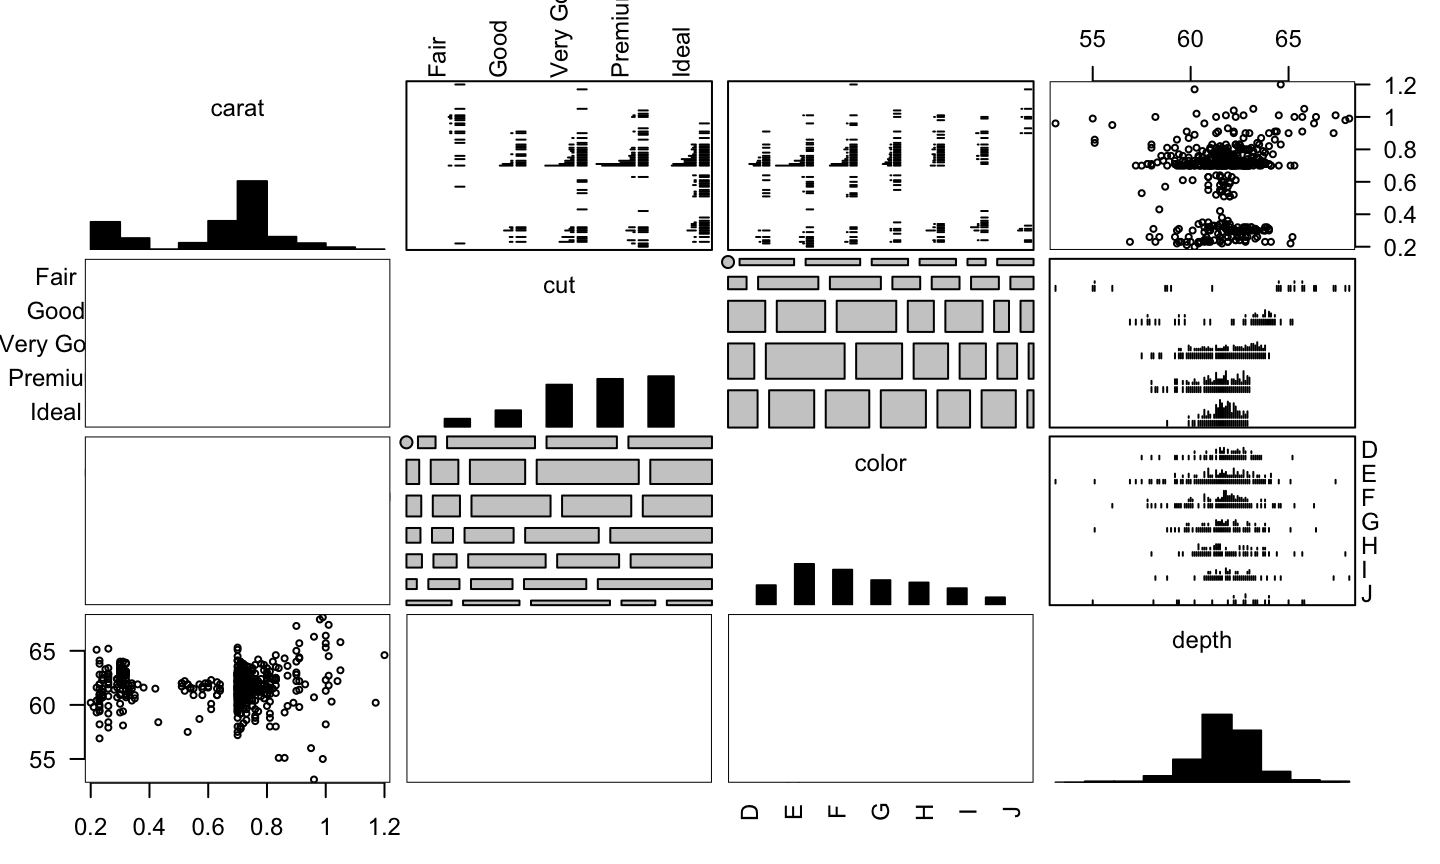 Fair Good Very Go Premiu Ideal
55 60 65
carat
1.2
1
0.8
0.6
0.4
0.2
Fair
Good
Very Go
Premiu
Ideal
cut
color
D
E
F
G
H
I
J
depth
65
60
55
D E F G H I J
0.2 0.4 0.6 0.8 1 1.2